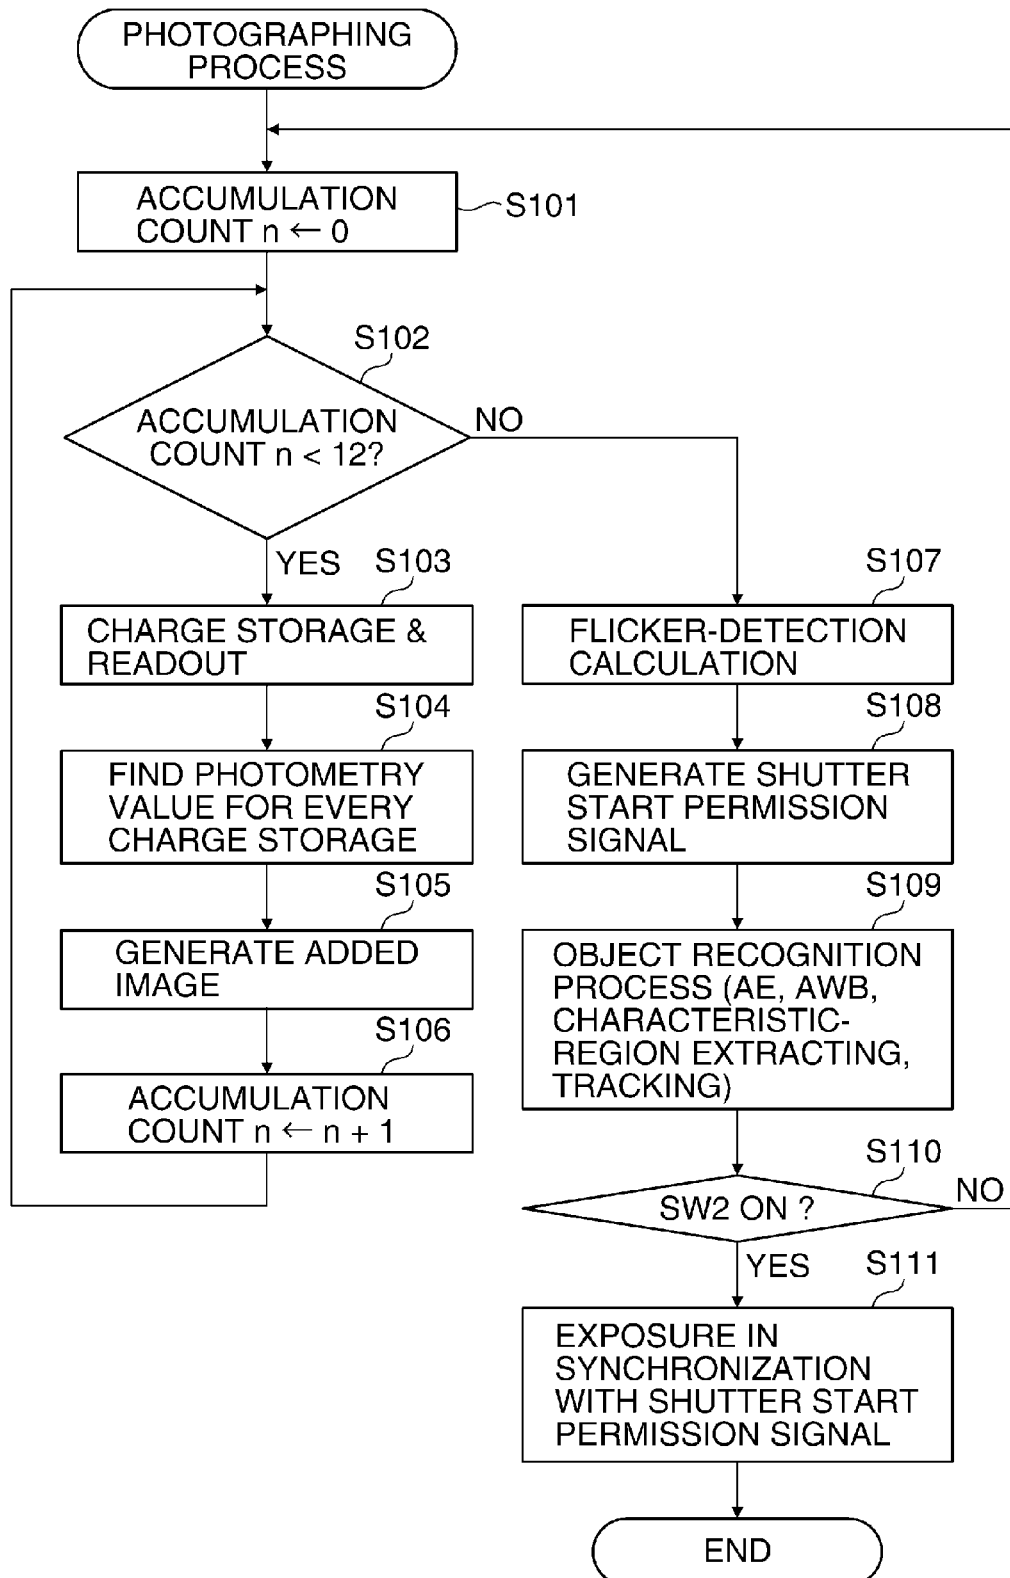 PHOTOGRAPHING
PROCESS
ACCUMULATION
COUNT n ← 0
S101
S102
ACCUMULATION
COUNT n < 12?
NO
YES
S103
CHARGE STORAGE &
READOUT
S104
FIND PHOTOMETRY
VALUE FOR EVERY
CHARGE STORAGE
S105
GENERATE ADDED
IMAGE
S106
ACCUMULATION
COUNT n ← n + 1
S107
FLICKER-DETECTION
CALCULATION
S108
GENERATE SHUTTER
START PERMISSION
SIGNAL
S109
OBJECT RECOGNITION
PROCESS (AE, AWB,
CHARACTERISTIC-
REGION EXTRACTING,
TRACKING)
S110
SW2 ON ?
NO
YES
S111
EXPOSURE IN
SYNCHRONIZATION
WITH SHUTTER START
PERMISSION SIGNAL
END